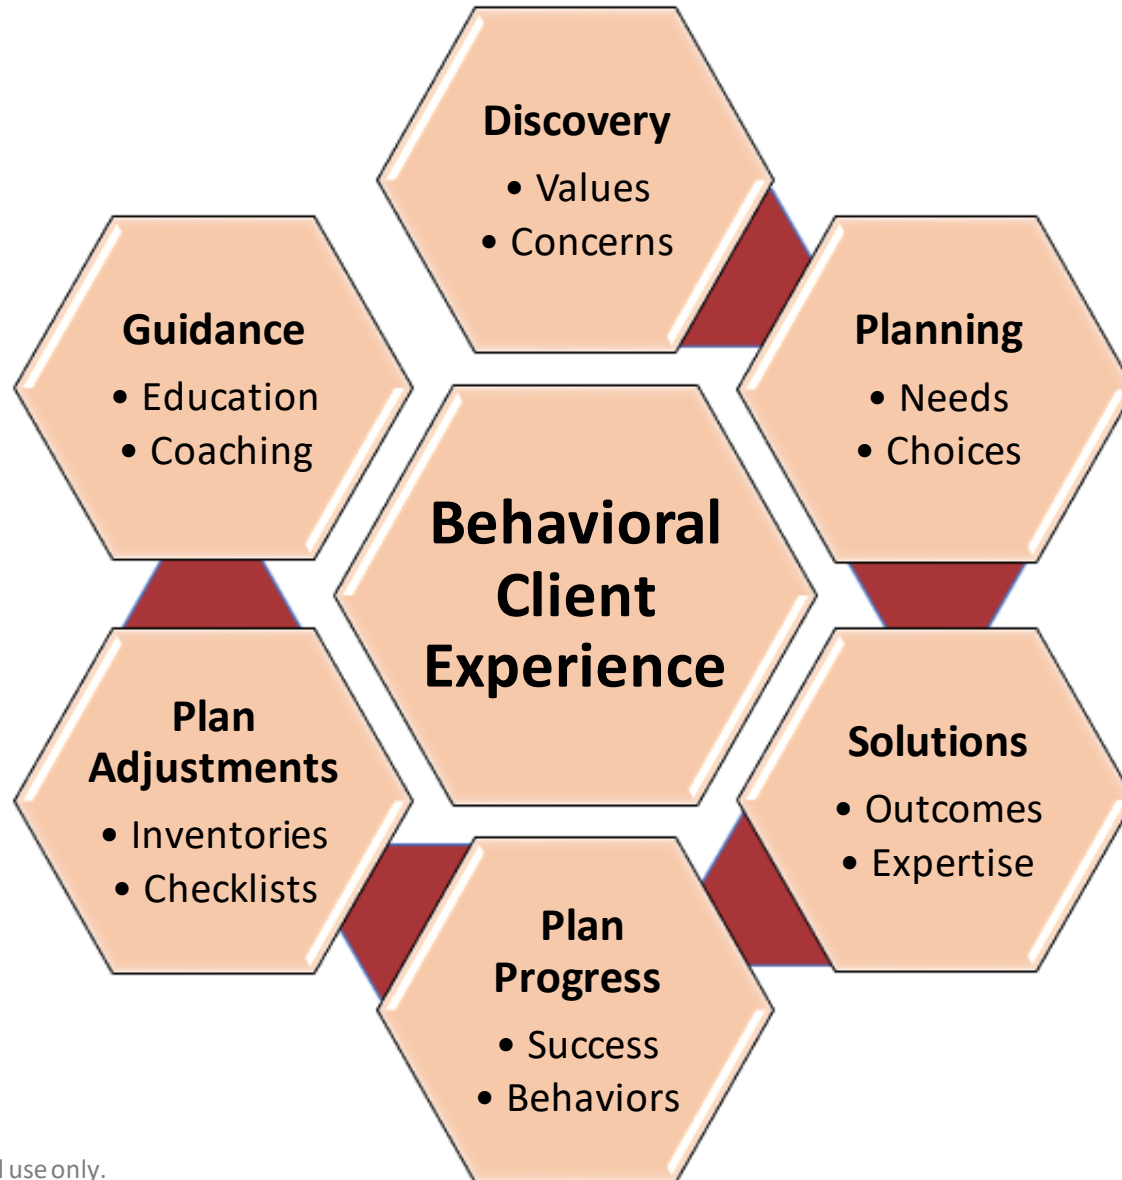 Discovery
• Values
• Concerns
Planning
• Needs
• Choices
Solutions
• Outcomes
• Expertise
Plan
Progress
• Success
• Behaviors
Plan
Adjustments
• Inventories
• Checklists
Guidance
• Education
• Coaching
Behavioral
Client
Experience
use only.